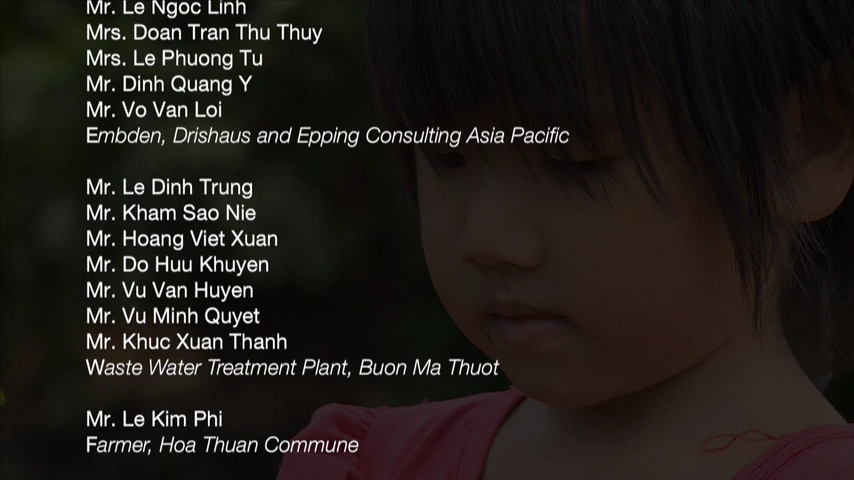 Mr. Le Ngoc Linh
Mrs. Doan Tran Thu Thuy
Mrs. Le Phuong Tu
Mr. Dinh Quang Y
Mr. Vo Van Loi
Embden, Drishaus and Epping Consulting Asia Pacific
Mr. Le Dinh Trung
Mr. Kham Sao Nie
Mr. Hoang Viet Xuan
Mr. Do Huu Khuyen
Mr. Vu Van Huyen
Mr. Vu Minh Quyet
Mr. Khuc Xuan Thanh
Waste Water Treatment Plant, Buon Ma Thuot
Mr. Le Kim Phi
Farmer, Hoa Thuan Commune